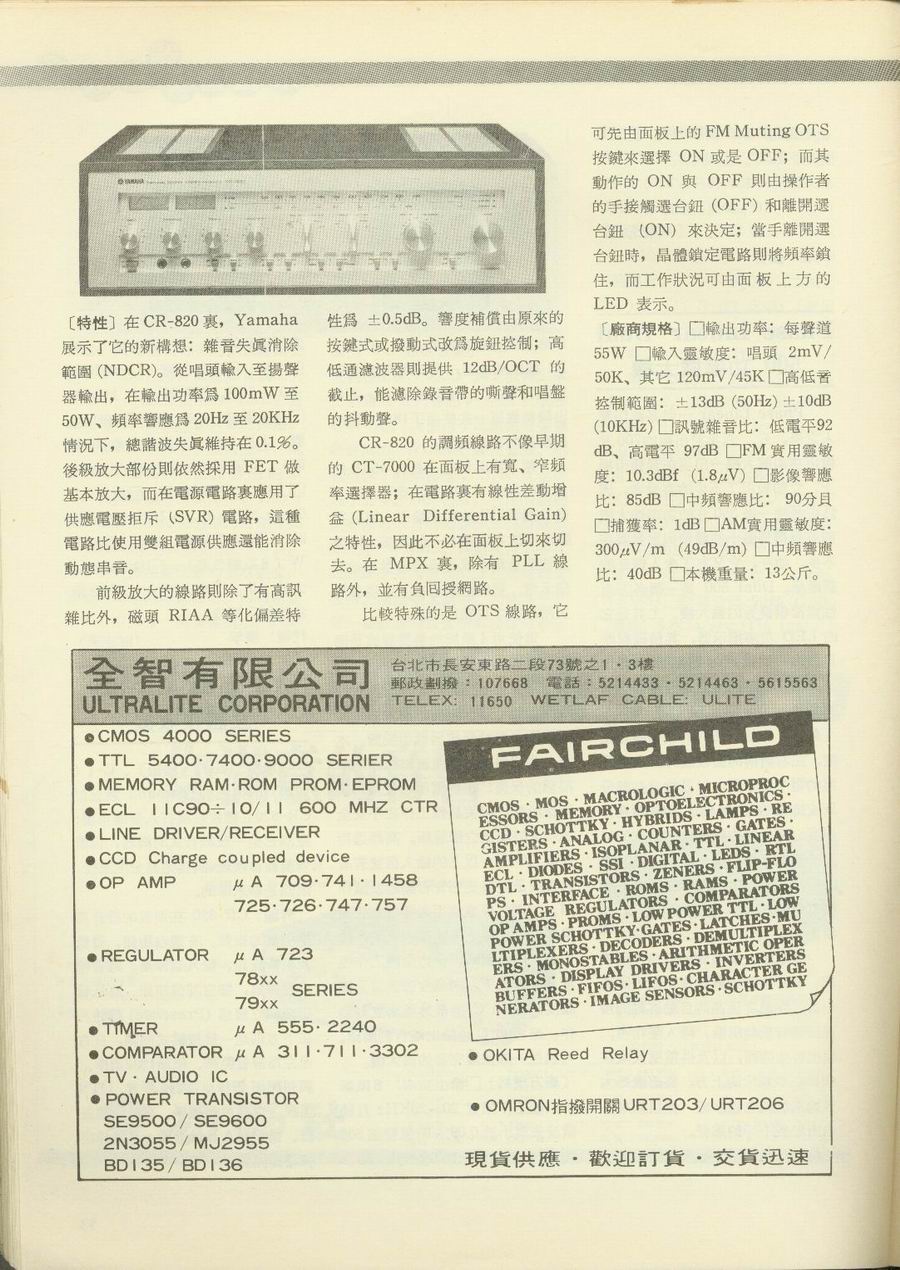 YAMAHA
〔特性〕在 CR-820 裏，Yamaha
展示了它的新構想：雜音失眞消除
範圍 (NDCR)。從唱頭輸入至揚聲
器輸出，在輸出功率爲 100mW 至
50W、頻率響應爲 20Hz 至 20KHz
情況下，總諧波失眞維持在 0.1%。
後級放大部份則依然採用 FET 做
基本放大，而在電源電路裏應用了
供應電壓拒斥 (SVR) 電路，這種
電路比使用雙組電源供應還能消除
動態串音。
前級放大的線路則除了有高訊
雜比外，磁頭 RIAA 等化偏差特
性爲 ±0.5dB。響度補償由原來的
按鍵式或撥動式改爲旋鈕控制；高
低通濾波器則提供 12dB/OCT 的
截止，能濾除錄音帶的嘶聲和唱盤
的抖動聲。
CR-820 的調頻線路不像早期
的 CT-7000 在面板上有寬、窄頻
率選擇器；在電路裏有線性差動增
益 (Linear Differential Gain)
之特性，因此不必在面板上切來切
去。在 MPX 裏，除有 PLL 線
路外，並有負回授網路。
比較特殊的是 OTS 線路，它
可先由面板上的 FM Muting OTS
按鍵來選擇 ON 或是 OFF；而其
動作的 ON 與 OFF 則由操作者
的手接觸選台鈕 (OFF) 和離開選
台鈕 (ON) 來決定；當手離開選
台鈕時，晶體鎖定電路則將頻率鎖
住，而工作狀況可由面板上方的
LED 表示。
〔廠商規格〕□輸出功率：每聲道
55W □輸入靈敏度：唱頭 2mV/
50K、其它 120mV/45K □高低音
控制範圍：±13dB (50Hz) ±10dB
(10KHz) □訊號雜音比：低電平92
dB、高電平 97dB □FM 實用靈敏
度：10.3dBf (1.8μV) □影像響應
比：85dB □中頻響應比：90分貝
□捕獲率：1dB □AM實用靈敏度：
300μV/m (49dB/m) □中頻響應
比：40dB □本機重量：13公斤。
全智有限公司
ULTRALITE CORPORATION
台北市長安東路二段73號之1・3樓
郵政劃撥：107668 電話：5214433・5214463・5615563
TELEX: 11650 WETLAF CABLE: ULITE
●CMOS 4000 SERIES
●TTL 5400·7400·9000 SERIER
●MEMORY RAM·ROM PROM·EPROM
●ECL 11C90÷10/11 600 MHZ CTR
●LINE DRIVER/RECEIVER
●CCD Charge coupled device
●OP AMP μA 709·741·1458
725·726·747·757
●REGULATOR μA 723
78xx
79xx SERIES
●TIMER μA 555·2240
●COMPARATOR μA 311·711·3302
●TV·AUDIO IC
●POWER TRANSISTOR
SE9500/SE9600
2N3055/MJ2955
BD135/BD136
FAIRCHILD
CMOS · MOS · MACROLOGIC · MICROPROC
ESSORS · MEMORY · OPTOELECTRONICS ·
CCD · SCHOTTKY · HYBRIDS · LAMPS · RE
GISTERS · ANALOG · COUNTERS · GATES ·
AMPLIFIERS · ISOPLANAR · TTL · LINEAR
ECL · DIODES · SSI · DIGITAL · LEDS · RTL
DTL · TRANSISTORS · ZENERS · FLIP-FLO
PS · INTERFACE · ROMS · RAMS · POWER
VOLTAGE REGULATORS · COMPARATORS
OP AMPS · PROMS · LOW POWER TTL · LOW
POWER SCHOTTKY·GATES·LATCHES·MU
LTIPLEXERS · DECODERS · DEMULTIPLEX
ERS · MONOSTABLES · ARITHMETIC OPER
ATORS · DISPLAY DRIVERS · INVERTERS
BUFFERS · FIFOS · LIFOS · CHARACTER GE
NERATORS · IMAGE SENSORS · SCHOTTKY
●OKITA Reed Relay
●OMRON指撥開關URT203/URT206
現貨供應・歡迎訂貨・交貨迅速